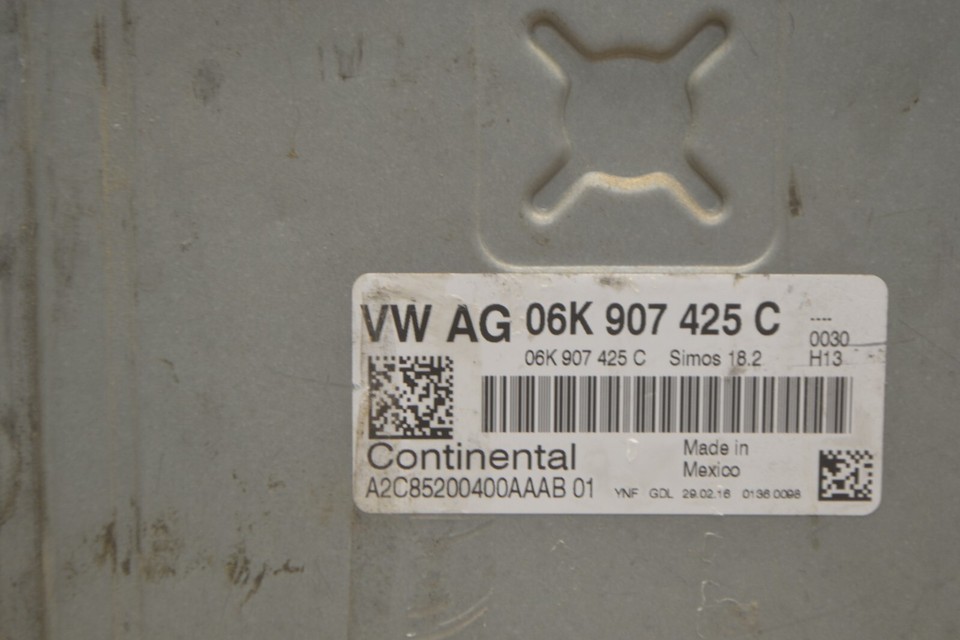 VW AG 06K 907 425 C ----
0030
06K 907 425 C Simos 18.2 H13
Continental
Made in
Mexico
A2C85200400AAAB 01 YNF GDL 29.02.16 0136 0098